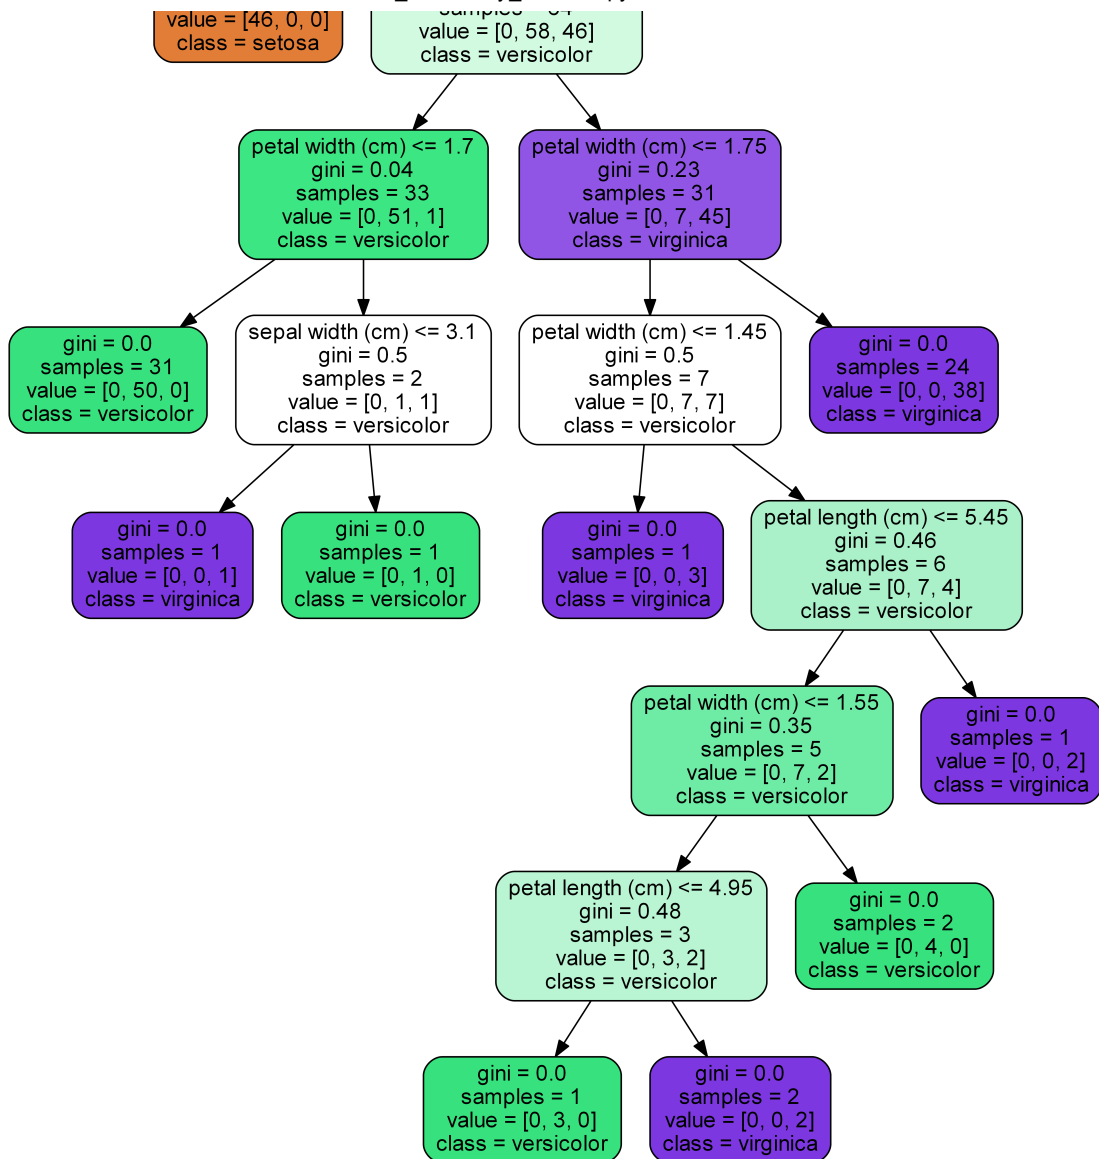 value = [46, 0, 0]
class = setosa
value = [0, 58, 46]
class = versicolor
petal width (cm) <= 1.7
gini = 0.04
samples = 33
value = [0, 51, 1]
class = versicolor
petal width (cm) <= 1.75
gini = 0.23
samples = 31
value = [0, 7, 45]
class = virginica
gini = 0.0
samples = 31
value = [0, 50, 0]
class = versicolor
sepal width (cm) <= 3.1
gini = 0.5
samples = 2
value = [0, 1, 1]
class = versicolor
petal width (cm) <= 1.45
gini = 0.5
samples = 7
value = [0, 7, 7]
class = versicolor
gini = 0.0
samples = 24
value = [0, 0, 38]
class = virginica
gini = 0.0
samples = 1
value = [0, 0, 1]
class = virginica
gini = 0.0
samples = 1
value = [0, 1, 0]
class = versicolor
gini = 0.0
samples = 1
value = [0, 0, 3]
class = virginica
petal length (cm) <= 5.45
gini = 0.46
samples = 6
value = [0, 7, 4]
class = versicolor
petal width (cm) <= 1.55
gini = 0.35
samples = 5
value = [0, 7, 2]
class = versicolor
gini = 0.0
samples = 1
value = [0, 0, 2]
class = virginica
petal length (cm) <= 4.95
gini = 0.48
samples = 3
value = [0, 3, 2]
class = versicolor
gini = 0.0
samples = 2
value = [0, 4, 0]
class = versicolor
gini = 0.0
samples = 1
value = [0, 3, 0]
class = versicolor
gini = 0.0
samples = 2
value = [0, 0, 2]
class = virginica